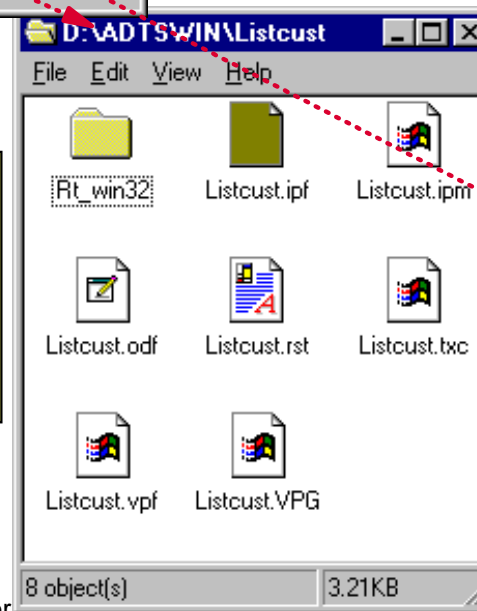 D:\ADTSWIN\Listcust
File Edit View Help
Rt_win32 Listcust.ipf Listcust.ipm
Listcust.odf Listcust.rst Listcust.txc
Listcust.vpf Listcust.VPG
8 object(s) 3.21KB